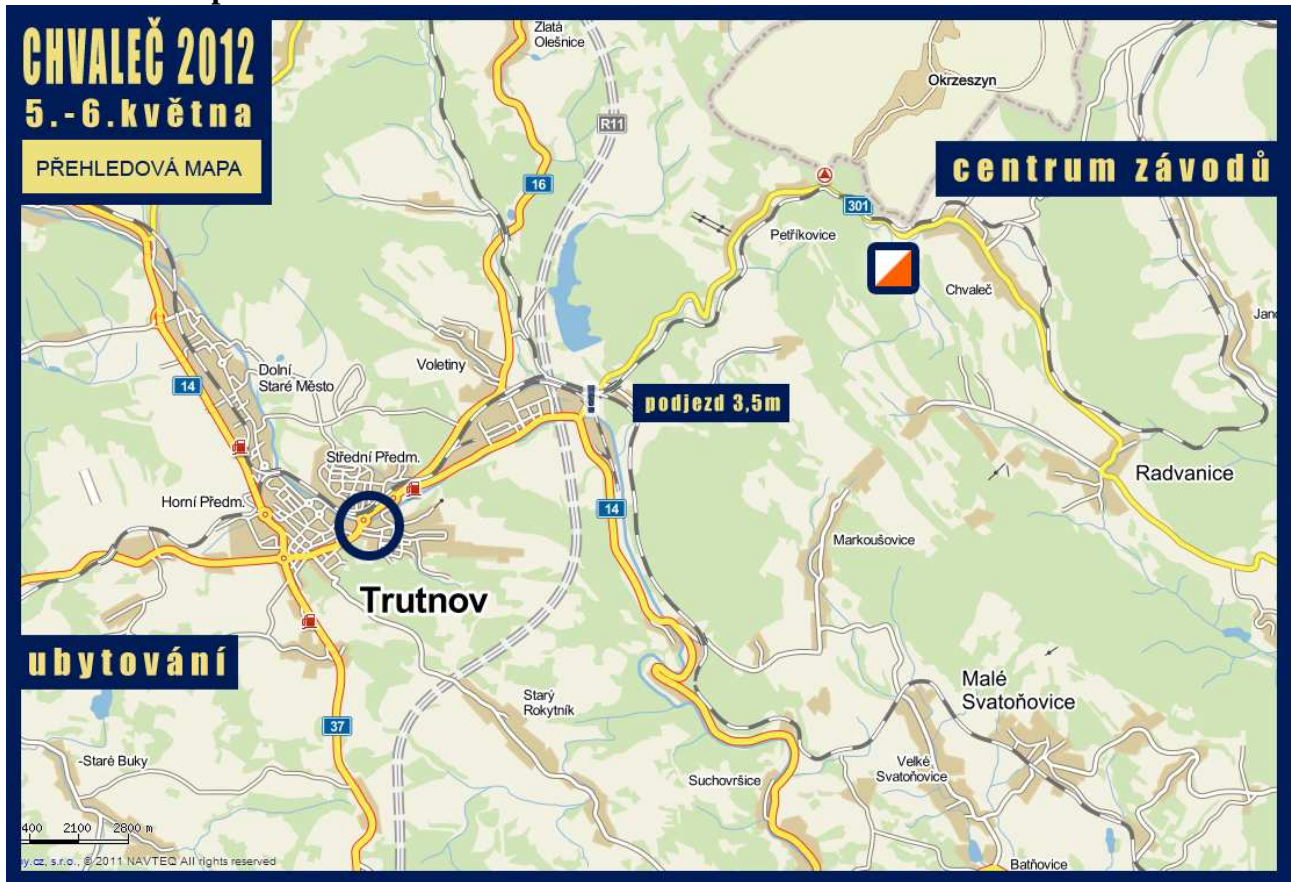 CHVALEČ 2012
5.-6.května
PŘEHLEDOVÁ MAPA
Zlatá
Olešnice
Okrzeszyn
R11
centrum závodů
16
301
Petříkovice
Chvaleč
Voletiny
Dolní
Staré Město
14
podjezd 3,5m
Střední Předm.
Radvanice
Horní Předm.
14
Markoušovice
Trutnov
ubytování
Malé
Svatoňovice
Starý
Rokytník
37
Staré Buky
Suchovršice
Velké
Svatoňovice
400 2100 2800 m
s.r.o., © 2011 NAVTEQ All rights reserved
Batňovice